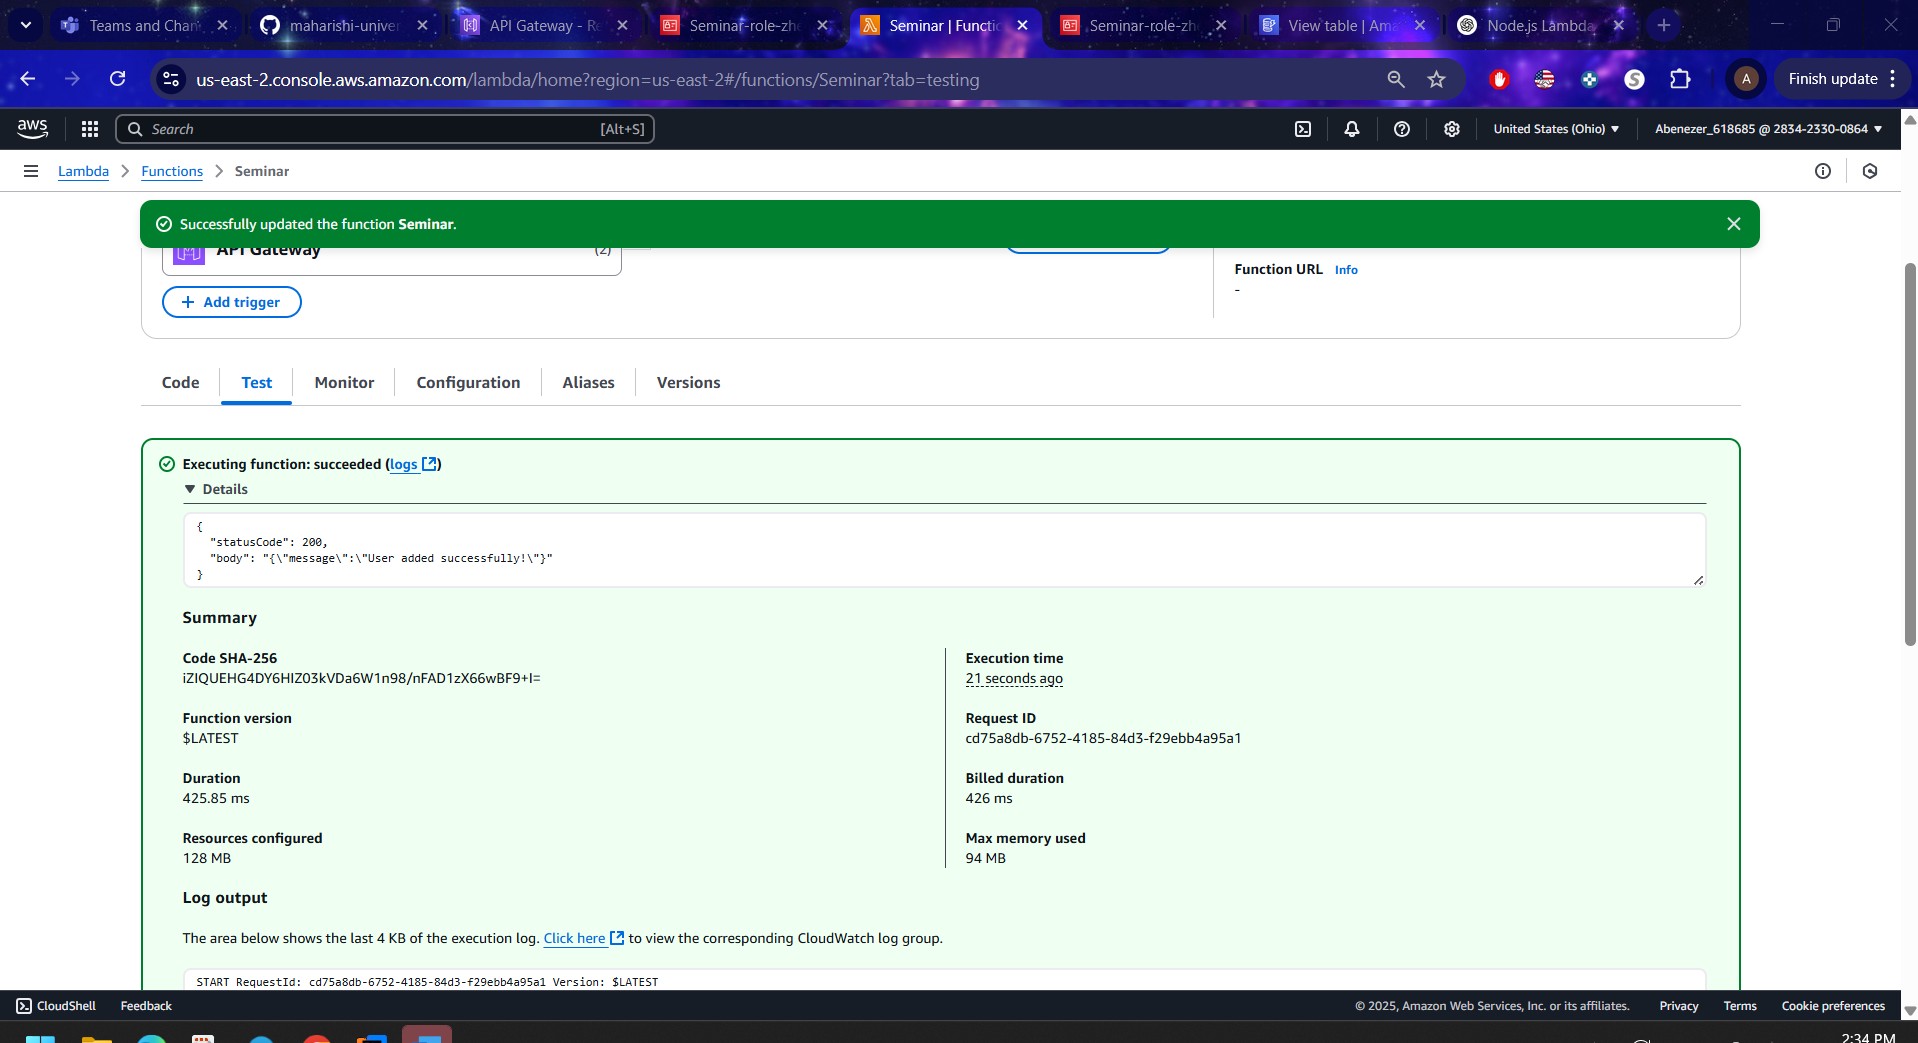 Teams and Chan
maharishi-univer
API Gateway - Re
Seminar-role-zhe
Seminar | Functio
Seminar-role-zh
View table | Ama
Node.js Lambda
us-east-2.console.aws.amazon.com/lambda/home?region=us-east-2#/functions/Seminar?tab=testing
A
Finish update
aws
Search
[Alt+S]
United States (Ohio)
Abenezer_618685 @ 2834-2330-0864
Lambda > Functions > Seminar
Successfully updated the function Seminar.
API Gateway
(2)
Function URL Info
-
+ Add trigger
Code
Test
Monitor
Configuration
Aliases
Versions
Executing function: succeeded (logs)
Details
{
"statusCode": 200,
"body": "{\"message\":\"User added successfully!\"}"
}
Summary
Code SHA-256
iZIQUEHG4DY6HIZ03kVDa6W1n98/nFAD1zX66wBF9+I=
Execution time
21 seconds ago
Function version
$LATEST
Request ID
cd75a8db-6752-4185-84d3-f29ebb4a95a1
Duration
425.85 ms
Billed duration
426 ms
Resources configured
128 MB
Max memory used
94 MB
Log output
The area below shows the last 4 KB of the execution log. Click here to view the corresponding CloudWatch log group.
START RequestId: cd75a8db-6752-4185-84d3-f29ebb4a95a1 Version: $LATEST
CloudShell
Feedback
© 2025, Amazon Web Services, Inc. or its affiliates.
Privacy
Terms
Cookie preferences
2:34 PM